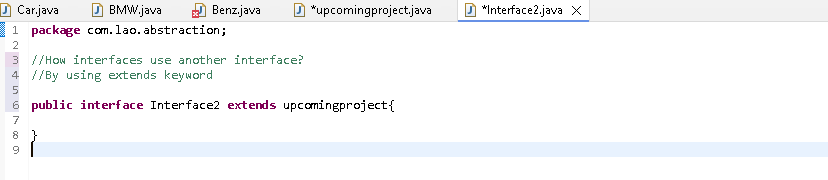 Car.java BMW.java Benz.java *upcomingproject.java *Interface2.java
1 package com.lao.abstraction;
2
3 //How interfaces use another interface?
4 //By using extends keyword
5
6 public interface Interface2 extends upcomingproject{
7
8 }
9